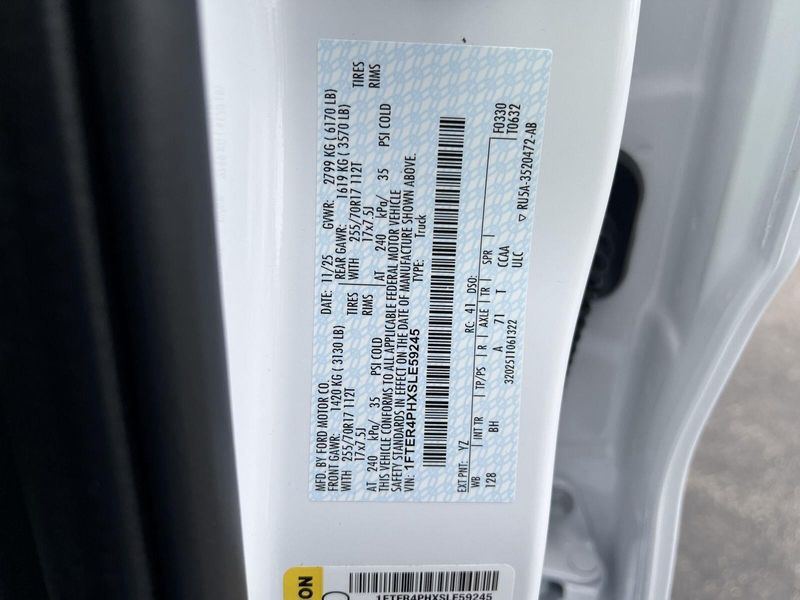 MFD. BY FORD MOTOR CO.
DATE: 11/25 GVWR: 2799 KG ( 6170 LB)
FRONT GAWR: 1420 KG ( 3130 LB) REAR GAWR: 1619 KG ( 3570 LB)
WITH 255/70R17 112T TIRES WITH 255/70R17 112T TIRES
17x7.5J RIMS 17x7.5J RIMS
AT 240 kPa/ 35 PSI COLD AT 240 kPa/ 35 PSI COLD
THIS VEHICLE CONFORMS TO ALL APPLICABLE FEDERAL MOTOR VEHICLE
SAFETY STANDARDS IN EFFECT ON THE DATE OF MANUFACTURE SHOWN ABOVE.
VIN: 1FTER4PHXSLE59245 TYPE: Truck
EXT PNT: YZ RC: 41 DSO: F0330
WB INT TR TP/PS R AXLE TR SPR T0632
128 BH A 71 T CCAA
3202511061322 ULC ▽ RU5A-3520472-AB
ON
1FTER4PHXSLE59245